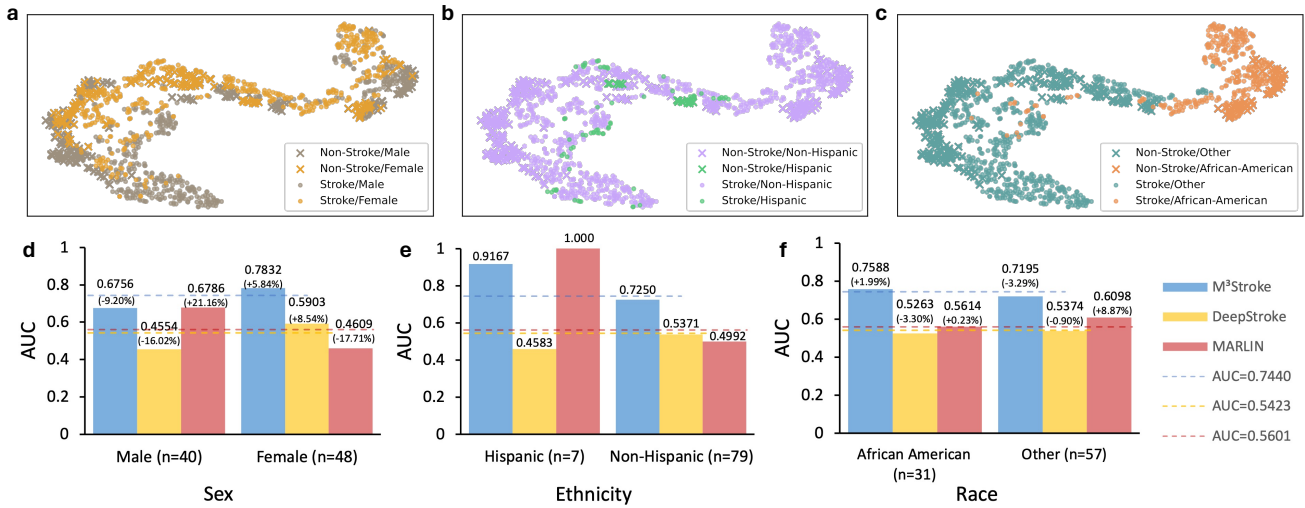 a
b
c
Non-Stroke/Male
Non-Stroke/Female
Stroke/Male
Stroke/Female
Non-Stroke/Non-Hispanic
Non-Stroke/Hispanic
Stroke/Non-Hispanic
Stroke/Hispanic
Non-Stroke/Other
Non-Stroke/African-American
Stroke/Other
Stroke/African-American
d
AUC
1
0.8
0.6
0.4
0.2
0
0.6756
(-9.20%)
0.4554
(-16.02%)
0.6786
(+21.16%)
0.7832
(+5.84%)
0.5903
(+8.54%)
0.4609
(-17.71%)
Male (n=40)
Female (n=48)
Sex
e
AUC
1
0.8
0.6
0.4
0.2
0
0.9167
0.4583
1.000
0.7250
0.5371
0.4992
Hispanic (n=7)
Non-Hispanic (n=79)
Ethnicity
f
AUC
1
0.8
0.6
0.4
0.2
0
0.7588
(+1.99%)
0.5263
(-3.30%)
0.5614
(+0.23%)
0.7195
(-3.29%)
0.5374
(-0.90%)
0.6098
(+8.87%)
African American
(n=31)
Other (n=57)
Race
M³Stroke
DeepStroke
MARLIN
AUC=0.7440
AUC=0.5423
AUC=0.5601